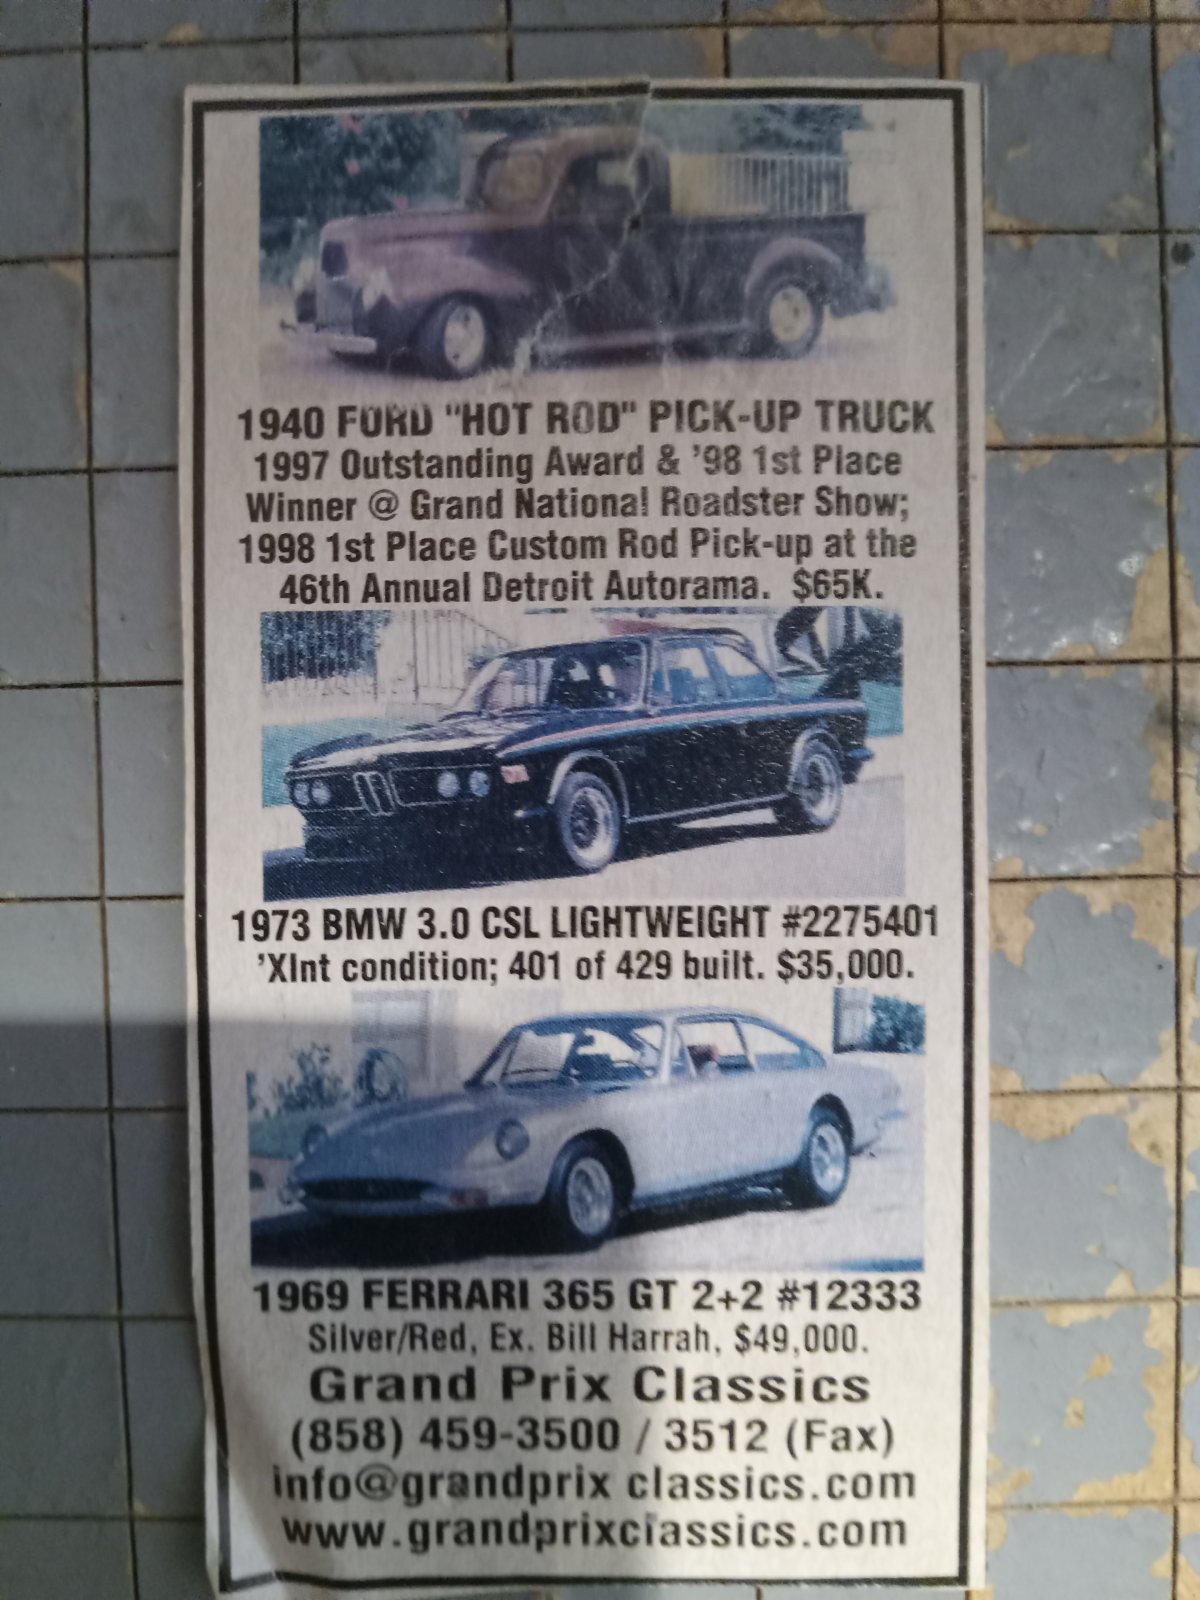 1940 FORD "HOT ROD" PICK-UP TRUCK
1997 Outstanding Award & '98 1st Place
Winner @ Grand National Roadster Show;
1998 1st Place Custom Rod Pick-up at the
46th Annual Detroit Autorama. $65K.
1973 BMW 3.0 CSL LIGHTWEIGHT #2275401
'Xlnt condition; 401 of 429 built. $35,000.
1969 FERRARI 365 GT 2+2 #12333
Silver/Red, Ex. Bill Harrah, $49,000.
Grand Prix Classics
(858) 459-3500 / 3512 (Fax)
info@grandprix classics.com
www.grandprixclassics.com